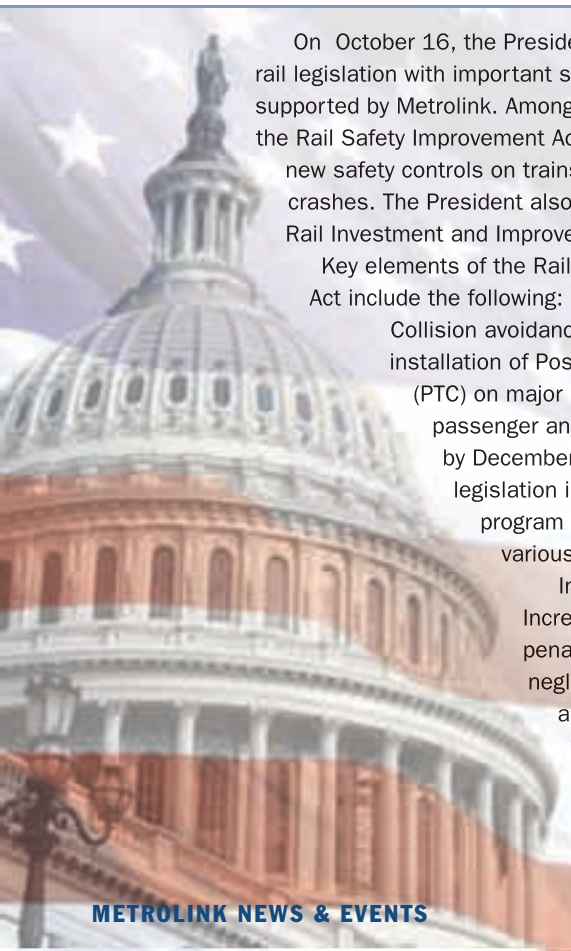 On October 16, the Preside
rail legislation with important s
supported by Metrolink. Among
the Rail Safety Improvement Ac
new safety controls on trains
crashes. The President also
Rail Investment and Improve
Key elements of the Rail
Act include the following:
Collision avoidanc
installation of Pos
(PTC) on major
passenger an
by December
legislation i
program
various
In
Incre
pena
negl
a
METROLINK NEWS & EVENTS